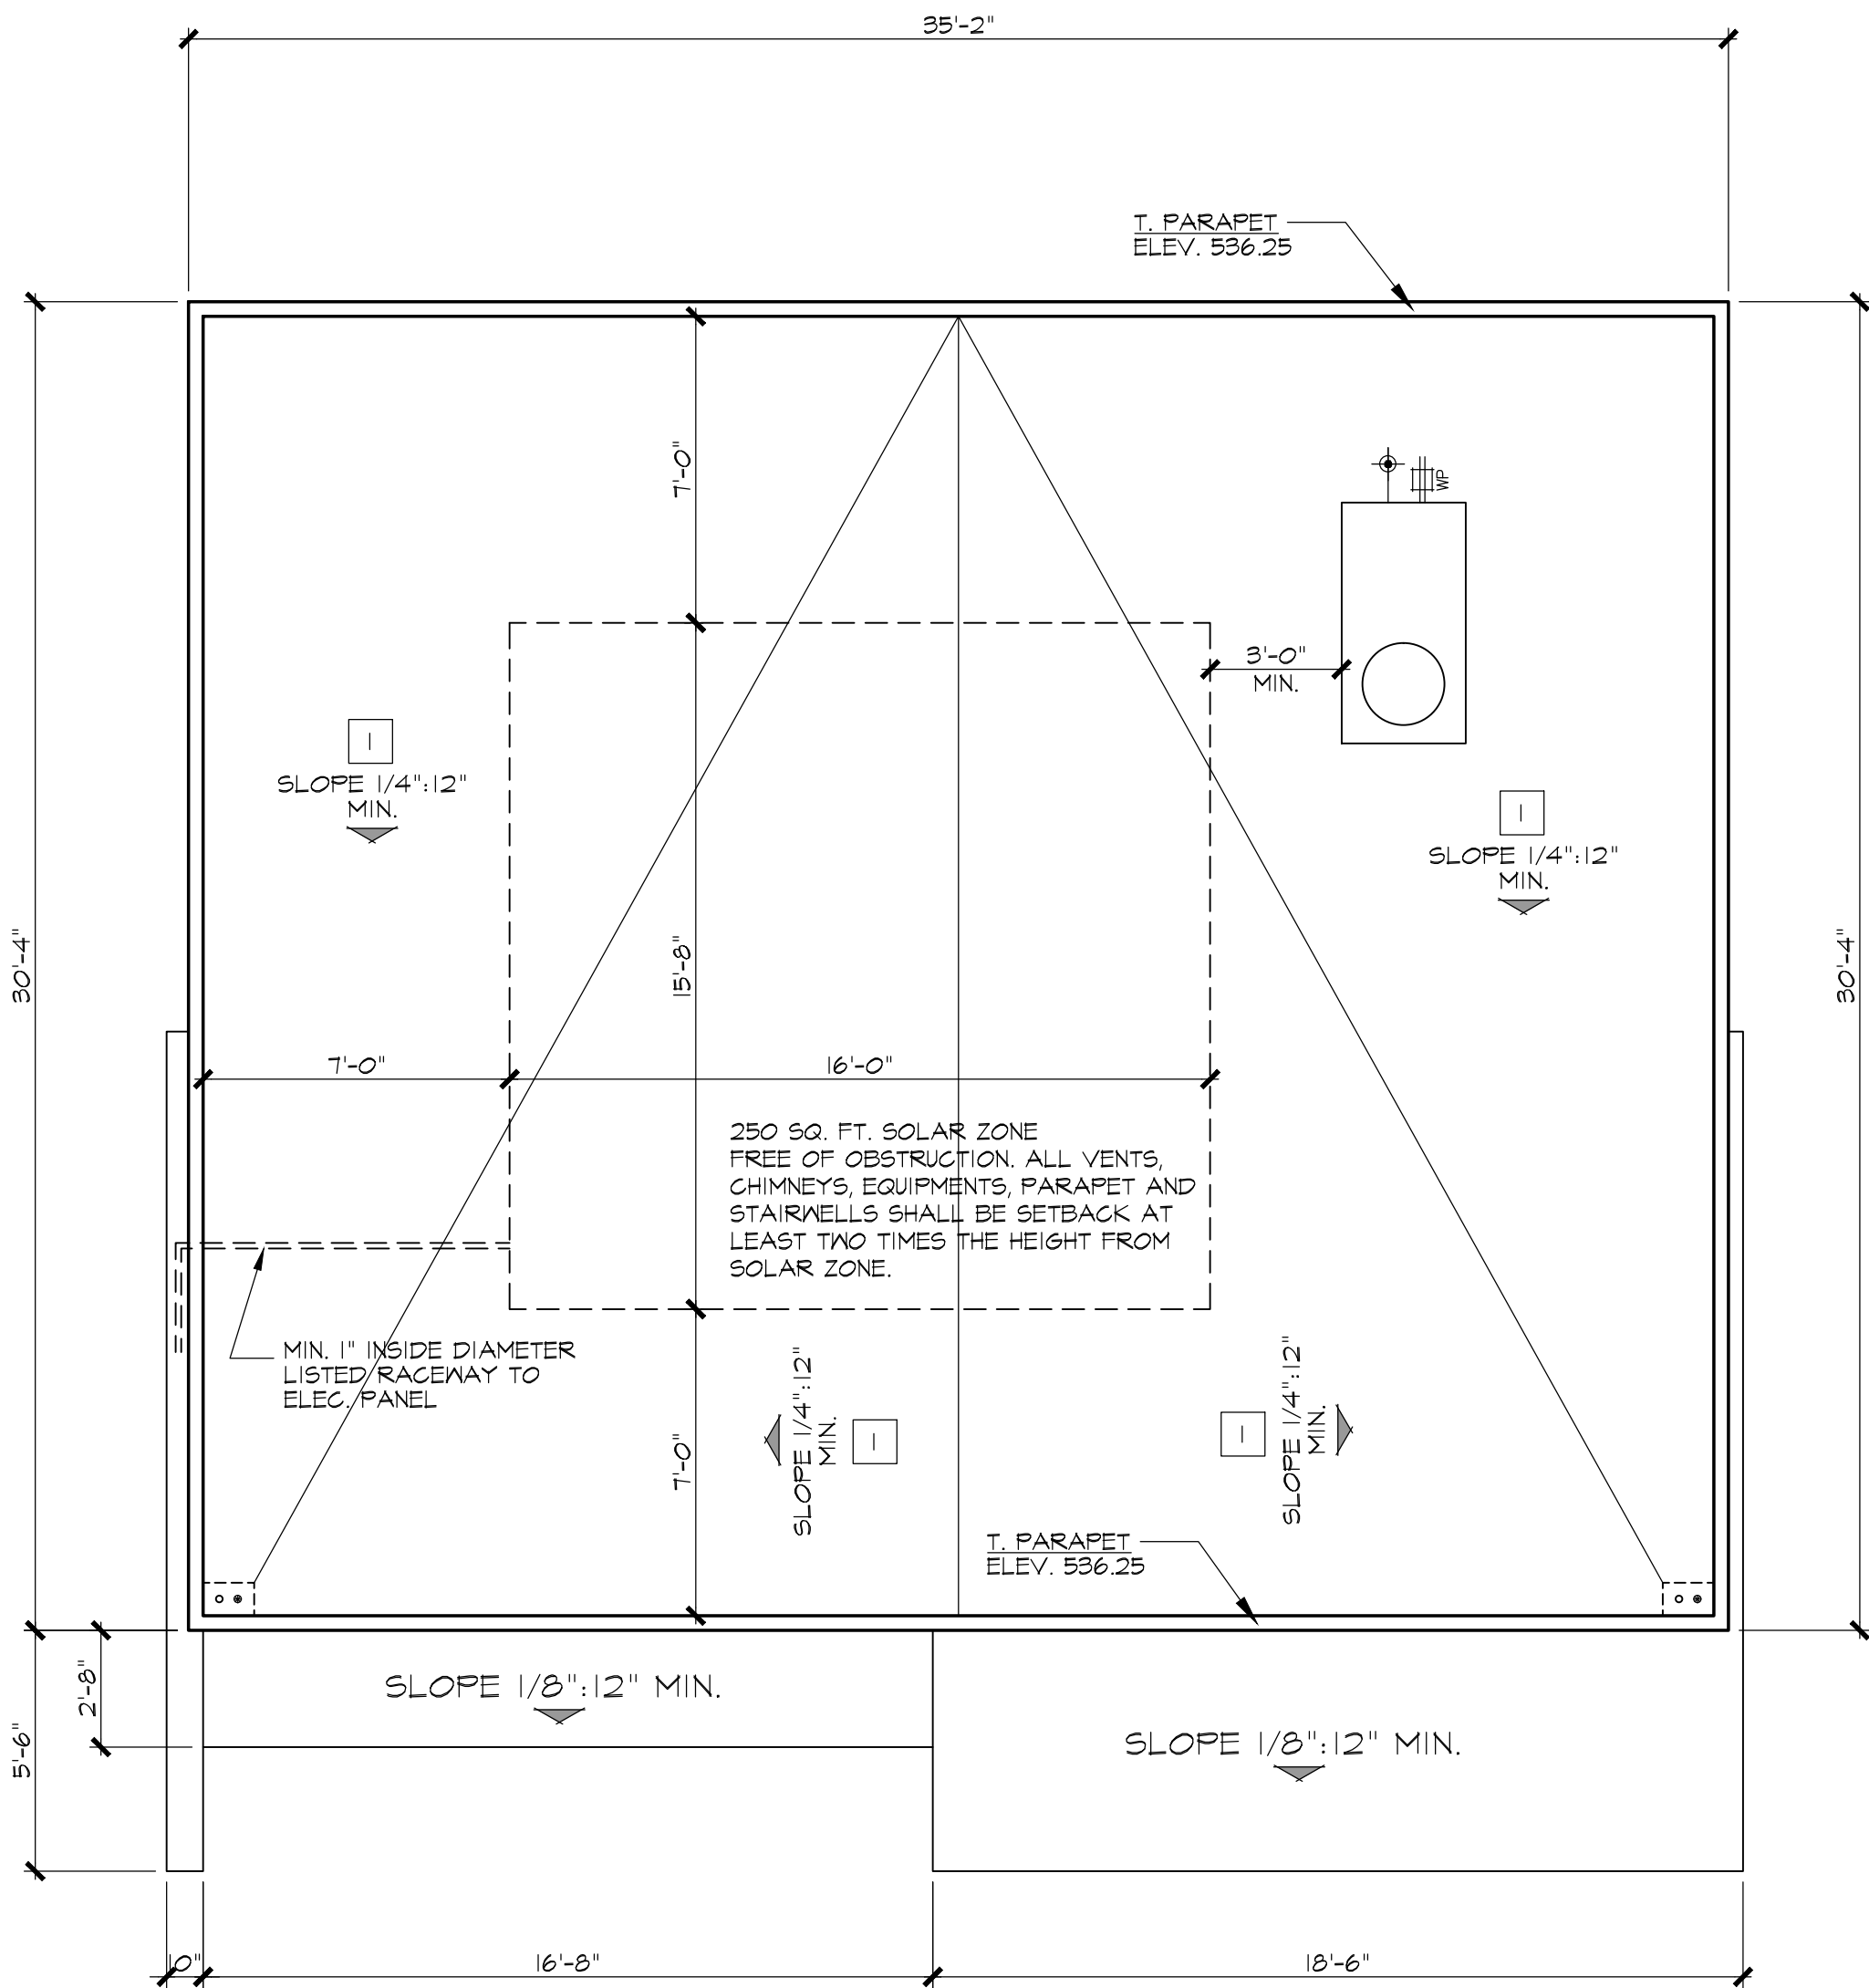 35'-2"
T. PARAPET
ELEV. 536.25
7'-0"
WP
3'-0"
MIN.
1
SLOPE 1/4":12"
MIN.
1
SLOPE 1/4":12"
MIN.
30'-4"
15'-8"
30'-4"
7'-0"
16'-0"
250 SQ. FT. SOLAR ZONE
FREE OF OBSTRUCTION. ALL VENTS,
CHIMNEYS, EQUIPMENTS, PARAPET AND
STAIRWELLS SHALL BE SETBACK AT
LEAST TWO TIMES THE HEIGHT FROM
SOLAR ZONE.
MIN. 1" INSIDE DIAMETER
LISTED RACEWAY TO
ELEC. PANEL
7'-0"
SLOPE 1/4":12"
MIN.
1
1
SLOPE 1/4":12"
MIN.
T. PARAPET
ELEV. 536.25
2'-8"
SLOPE 1/8":12" MIN.
5'-6"
SLOPE 1/8":12" MIN.
10"
16'-8"
18'-6"